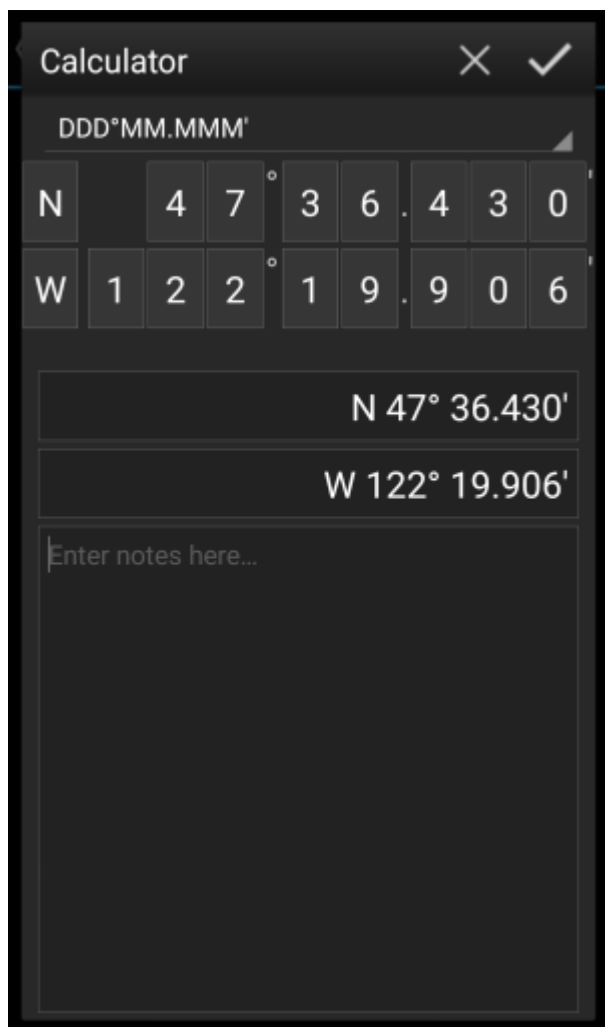 Calculator
DDD°MM.MMM'
N 4 7 ° 3 6 . 4 3 0 '
W 1 2 2 ° 1 9 . 9 0 6 '
N 47° 36.430'
W 122° 19.906'
Enter notes here...